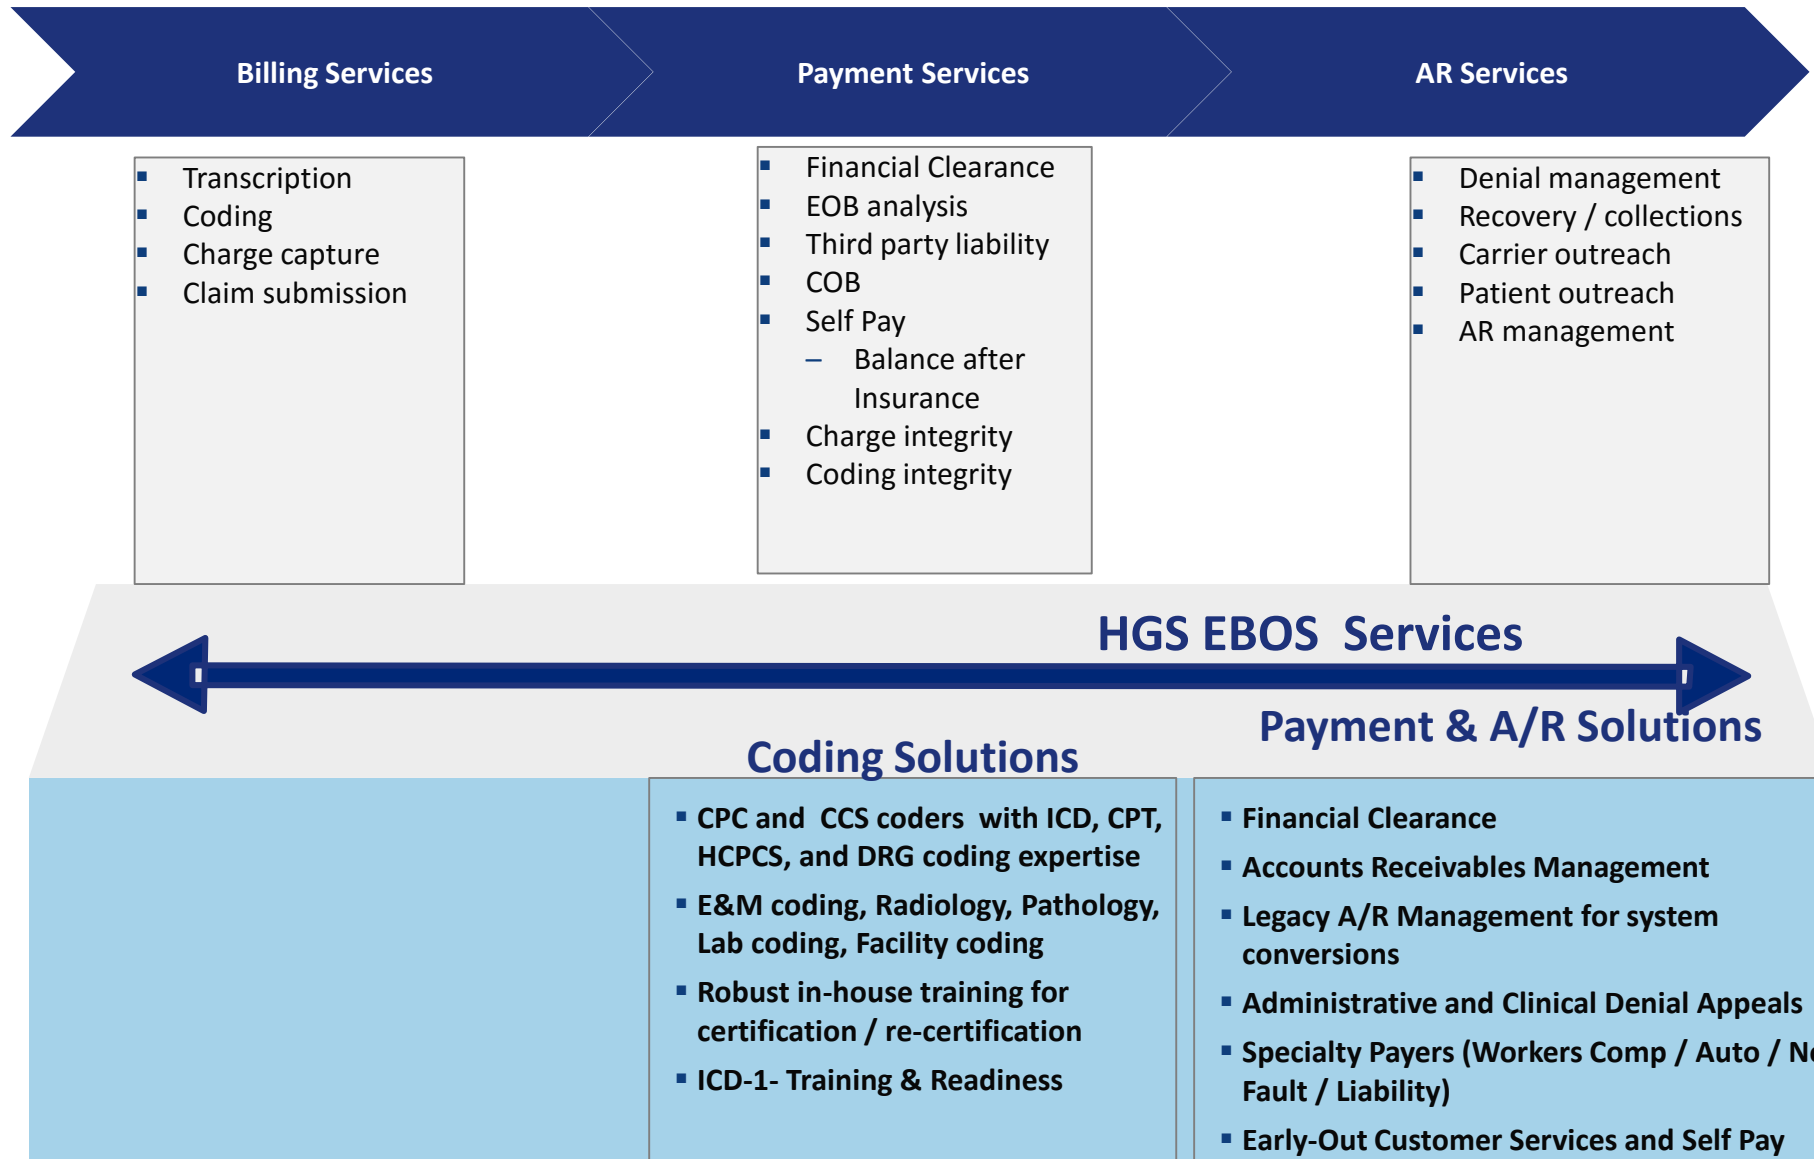 Billing Services
Payment Services
AR Services
▪ Transcription
▪ Coding
▪ Charge capture
▪ Claim submission
▪ Financial Clearance
▪ EOB analysis
▪ Third party liability
▪ COB
▪ Self Pay
– Balance after
Insurance
▪ Charge integrity
▪ Coding integrity
▪ Denial management
▪ Recovery / collections
▪ Carrier outreach
▪ Patient outreach
▪ AR management
HGS EBOS Services
Coding Solutions
▪ CPC and CCS coders with ICD, CPT,
HCPCS, and DRG coding expertise
▪ E&M coding, Radiology, Pathology,
Lab coding, Facility coding
▪ Robust in-house training for
certification / re-certification
▪ ICD-1- Training & Readiness
Payment & A/R Solutions
▪ Financial Clearance
▪ Accounts Receivables Management
▪ Legacy A/R Management for system
conversions
▪ Administrative and Clinical Denial Appeals
▪ Specialty Payers (Workers Comp / Auto /
Fault / Liability)
▪ Early-Out Customer Services and Self Pay